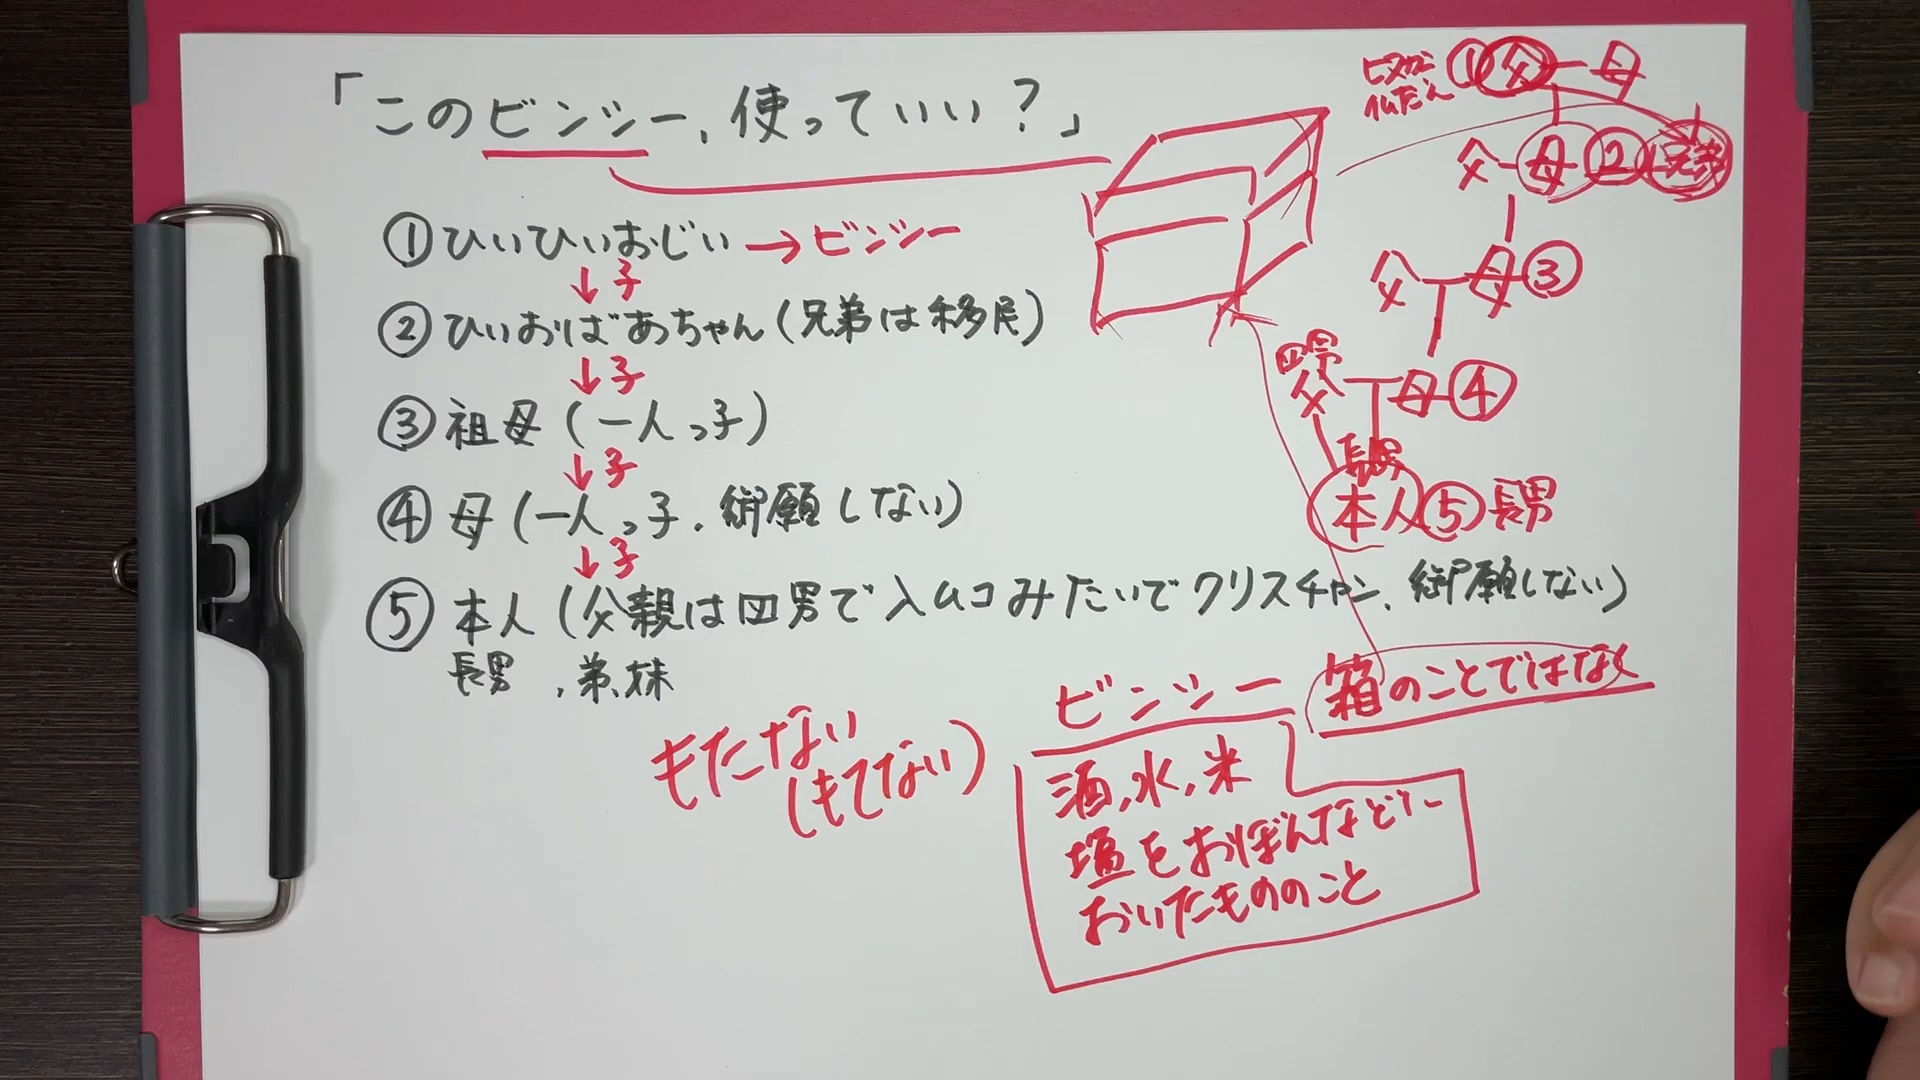 「このビンシー、使っていい？」
①ひいひいおじい→ビンシー
↓子
②ひいおばあちゃん(兄弟は移民)
↓子
③祖母(一人っ子)
↓子
④母(一人っ子、御願しない)
↓子
⑤本人(父親は四男で入ムコみたいでクリスチャン、御願しない)
長男、弟、妹
①父 母
仏だん
父 母 ② 兄弟
父 母 ③
四男
父 母 ④
長男
本人 ⑤ 長男
もたない
(もてない)
ビンシー 箱のことではなく
酒、水、米
塩をおぼんなどに
おいたもののこと